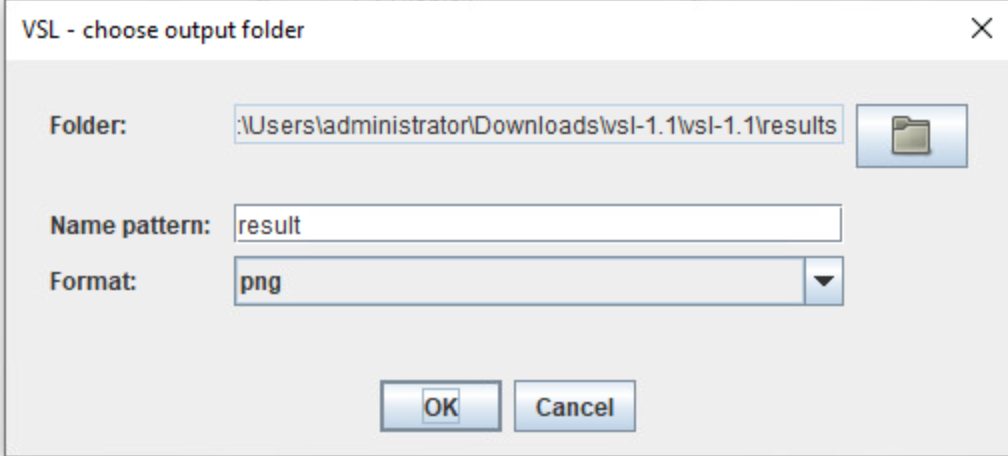 VSL - choose output folder
Folder: :\Users\administrator\Downloads\vsl-1.1\vsl-1.1\results
Name pattern: result
Format: png
OK Cancel